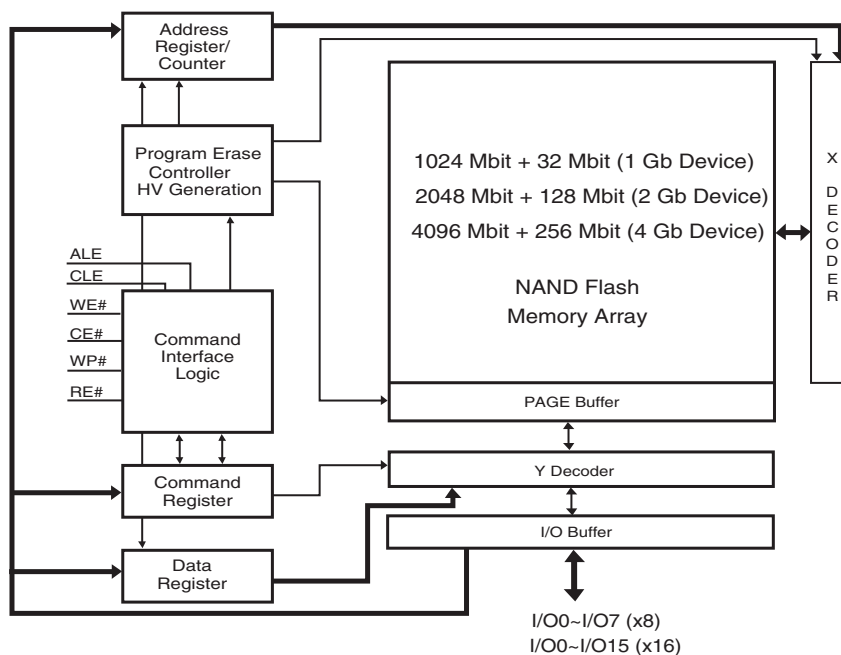 Address
Register/
Counter
Program Erase
Controller
HV Generation
ALE
CLE
WE#
CE#
WP#
RE#
Command
Interface
Logic
Command
Register
Data
Register
1024 Mbit + 32 Mbit (1 Gb Device)
2048 Mbit + 128 Mbit (2 Gb Device)
4096 Mbit + 256 Mbit (4 Gb Device)
NAND Flash
Memory Array
PAGE Buffer
Y Decoder
I/O Buffer
I/O0~I/O7 (x8)
I/O0~I/O15 (x16)
X
DECODER